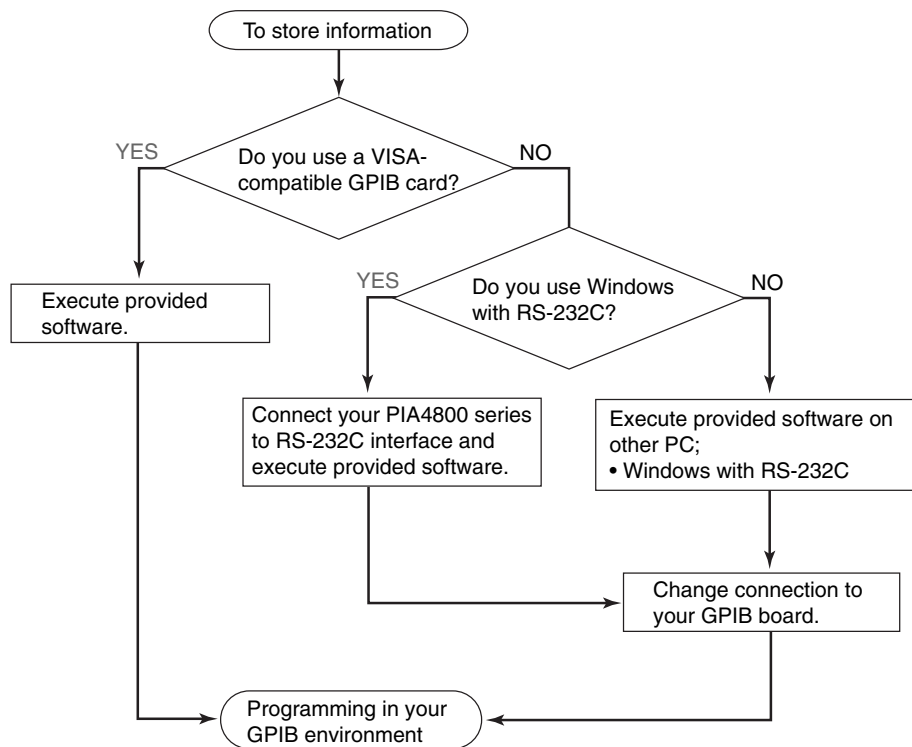 To store information
Do you use a VISA-
compatible GPIB card?
YES
NO
Execute provided
software.
Do you use Windows
with RS-232C?
YES
NO
Connect your PIA4800 series
to RS-232C interface and
execute provided software.
Execute provided software on
other PC;
• Windows with RS-232C
Change connection to
your GPIB board.
Programming in your
GPIB environment